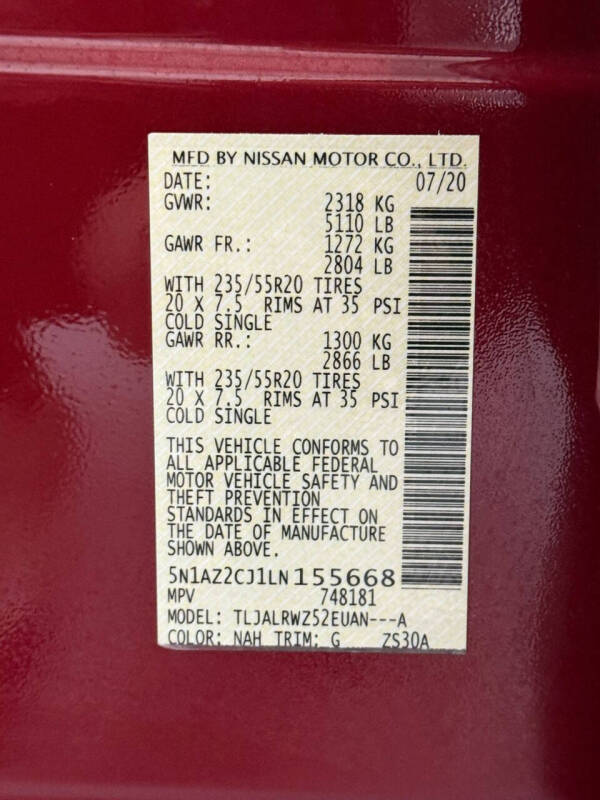 MFD BY NISSAN MOTOR CO., LTD.
DATE: 07/20
GVWR: 2318 KG
5110 LB
GAWR FR.: 1272 KG
2804 LB
WITH 235/55R20 TIRES
20 X 7.5 RIMS AT 35 PSI
COLD SINGLE
GAWR RR.: 1300 KG
2866 LB
WITH 235/55R20 TIRES
20 X 7.5 RIMS AT 35 PSI
COLD SINGLE
THIS VEHICLE CONFORMS TO
ALL APPLICABLE FEDERAL
MOTOR VEHICLE SAFETY AND
THEFT PREVENTION
STANDARDS IN EFFECT ON
THE DATE OF MANUFACTURE
SHOWN ABOVE.
5N1AZ2CJ1LN155668
MPV 748181
MODEL: TLJALRWZ52EUAN---A
COLOR: NAH TRIM: G ZS30A